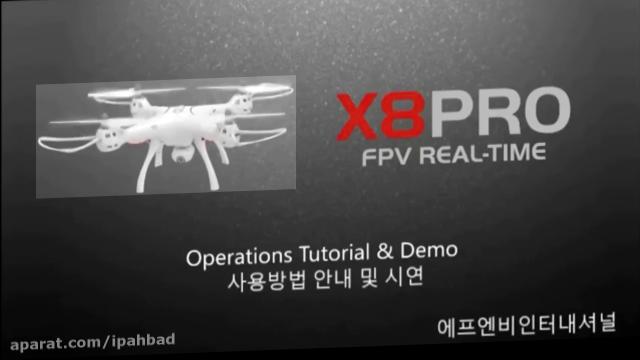 X8PRO
FPV REAL-TIME
Operations Tutorial & Demo
사용방법 안내 및 시연
에프엔비인터내셔널
aparat.com/ipahbad